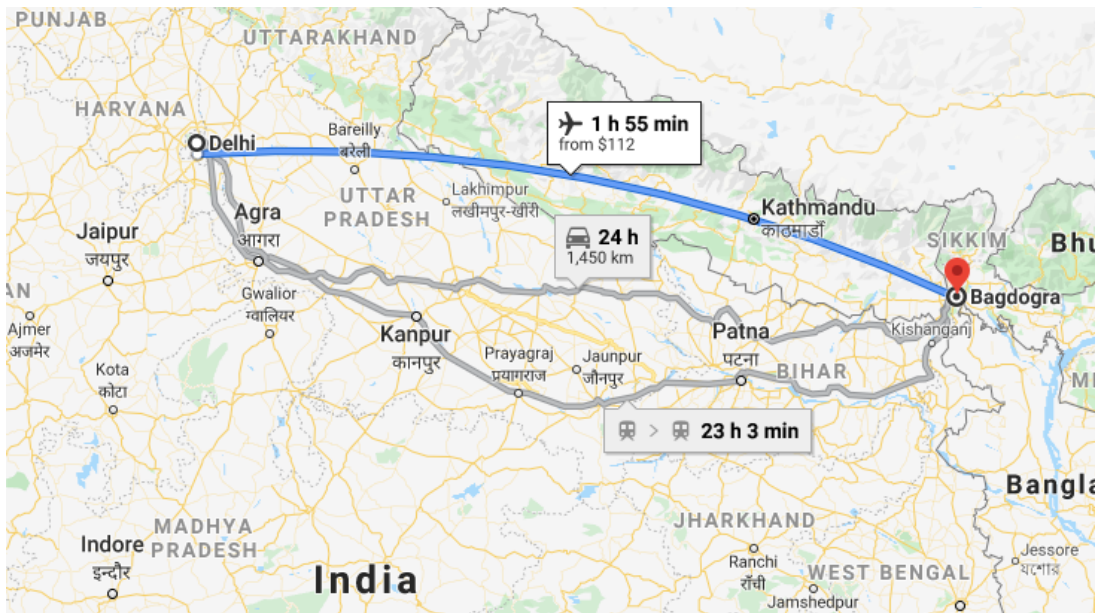 PUNJAB
UTTARAKHAND
HARYANA
Delhi
Bareilly
बरेली
1 h 55 min
from $112
UTTAR
PRADESH
Lakhimpur
लखीमपुर-खीरी
Agra
आगरा
Kathmandu
काठमाडौँ
Jaipur
जयपुर
24 h
1,450 km
SIKKIM
Bhu
Bagdogra
AN
Gwalior
ग्वालियर
Ajmer
अजमेर
Kanpur
कानपुर
Patna
पटना
Kishanganj
Prayagraj
प्रयागराज
Jaunpur
जौनपुर
BIHAR
Kota
कोटा
ME
23 h 3 min
Bangla
MADHYA
PRADESH
JHARKHAND
Indore
इन्दौर
India
Ranchi
राँची
WEST BENGAL
Jessore
যশোর
Jamshedpur